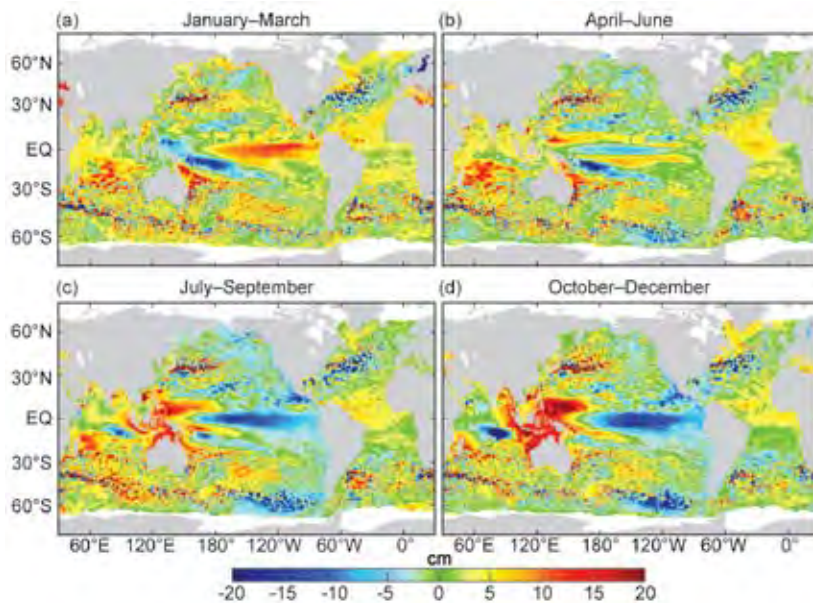 (a) January–March
(b) April–June
60°N
30°N
EQ
30°S
60°S
(c) July–September
(d) October–December
60°N
30°N
EQ
30°S
60°S
60°E 120°E 180° 120°W 60°W 0°
60°E 120°E 180° 120°W 60°W 0°
cm
-20 -15 -10 -5 0 5 10 15 20